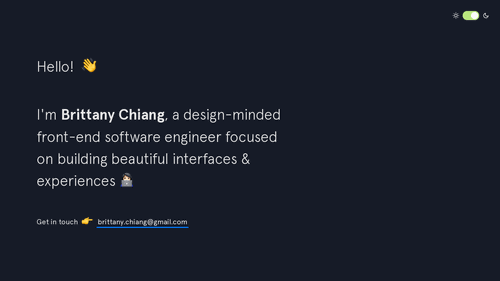 Hello! 👋
I'm Brittany Chiang, a design-minded
front-end software engineer focused
on building beautiful interfaces &
experiences 👩🏻‍💻
Get in touch 👉 brittany.chiang@gmail.com